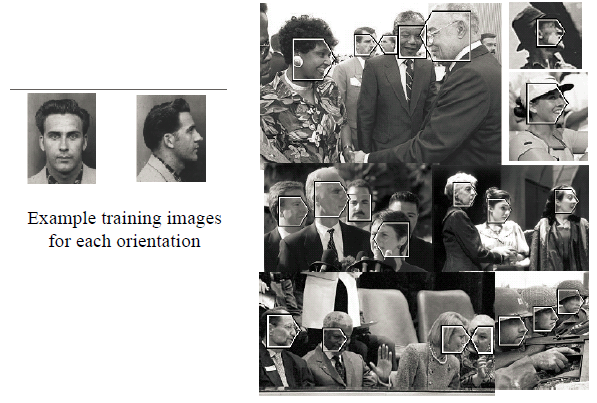 Example training images
for each orientation